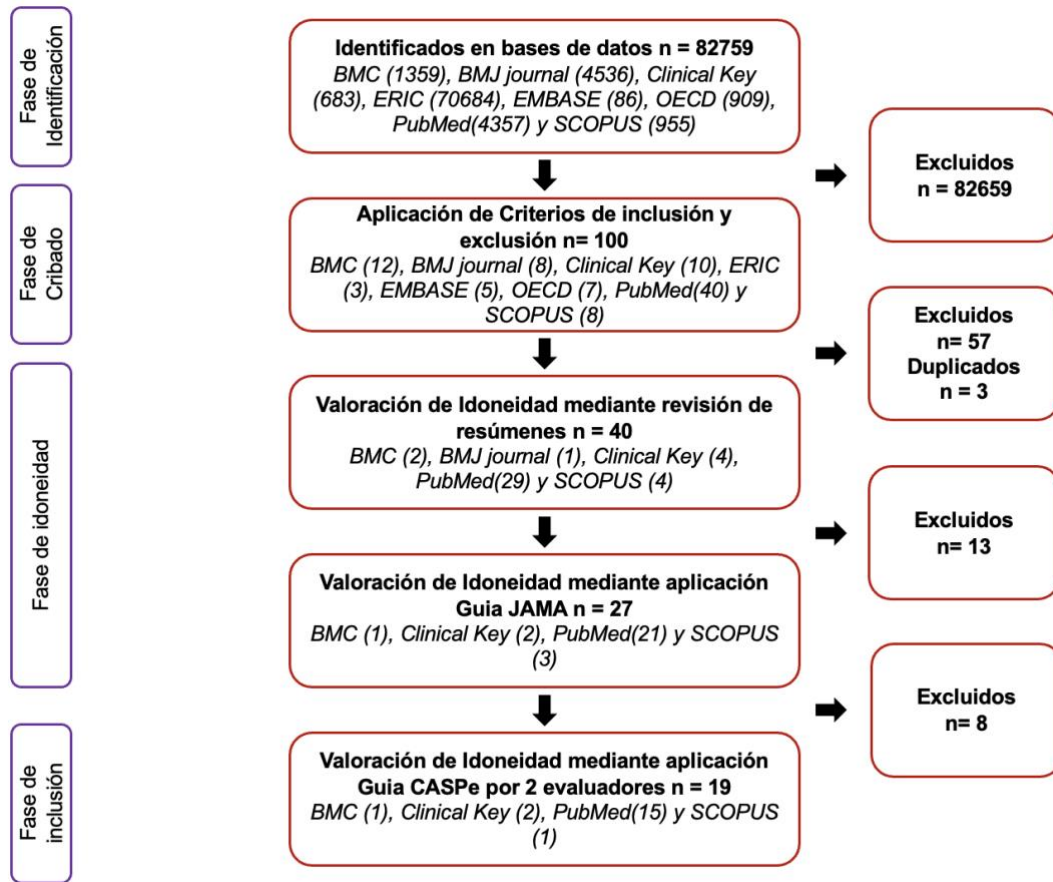 Fase de
Identificación
Identificados en bases de datos n = 82759
BMC (1359), BMJ journal (4536), Clinical Key
(683), ERIC (70684), EMBASE (86), OECD (909),
PubMed(4357) y SCOPUS (955)
Excluidos
n = 82659
Fase de
Cribado
Aplicación de Criterios de inclusión y
exclusión n= 100
BMC (12), BMJ journal (8), Clinical Key (10), ERIC
(3), EMBASE (5), OECD (7), PubMed(40) y
SCOPUS (8)
Excluidos
n= 57
Duplicados
n = 3
Fase de idoneidad
Valoración de Idoneidad mediante revisión de
resúmenes n = 40
BMC (2), BMJ journal (1), Clinical Key (4),
PubMed(29) y SCOPUS (4)
Excluidos
n= 13
Valoración de Idoneidad mediante aplicación
Guia JAMA n = 27
BMC (1), Clinical Key (2), PubMed(21) y SCOPUS
(3)
Excluidos
n= 8
Fase de
inclusión
Valoración de Idoneidad mediante aplicación
Guia CASPe por 2 evaluadores n = 19
BMC (1), Clinical Key (2), PubMed(15) y SCOPUS
(1)